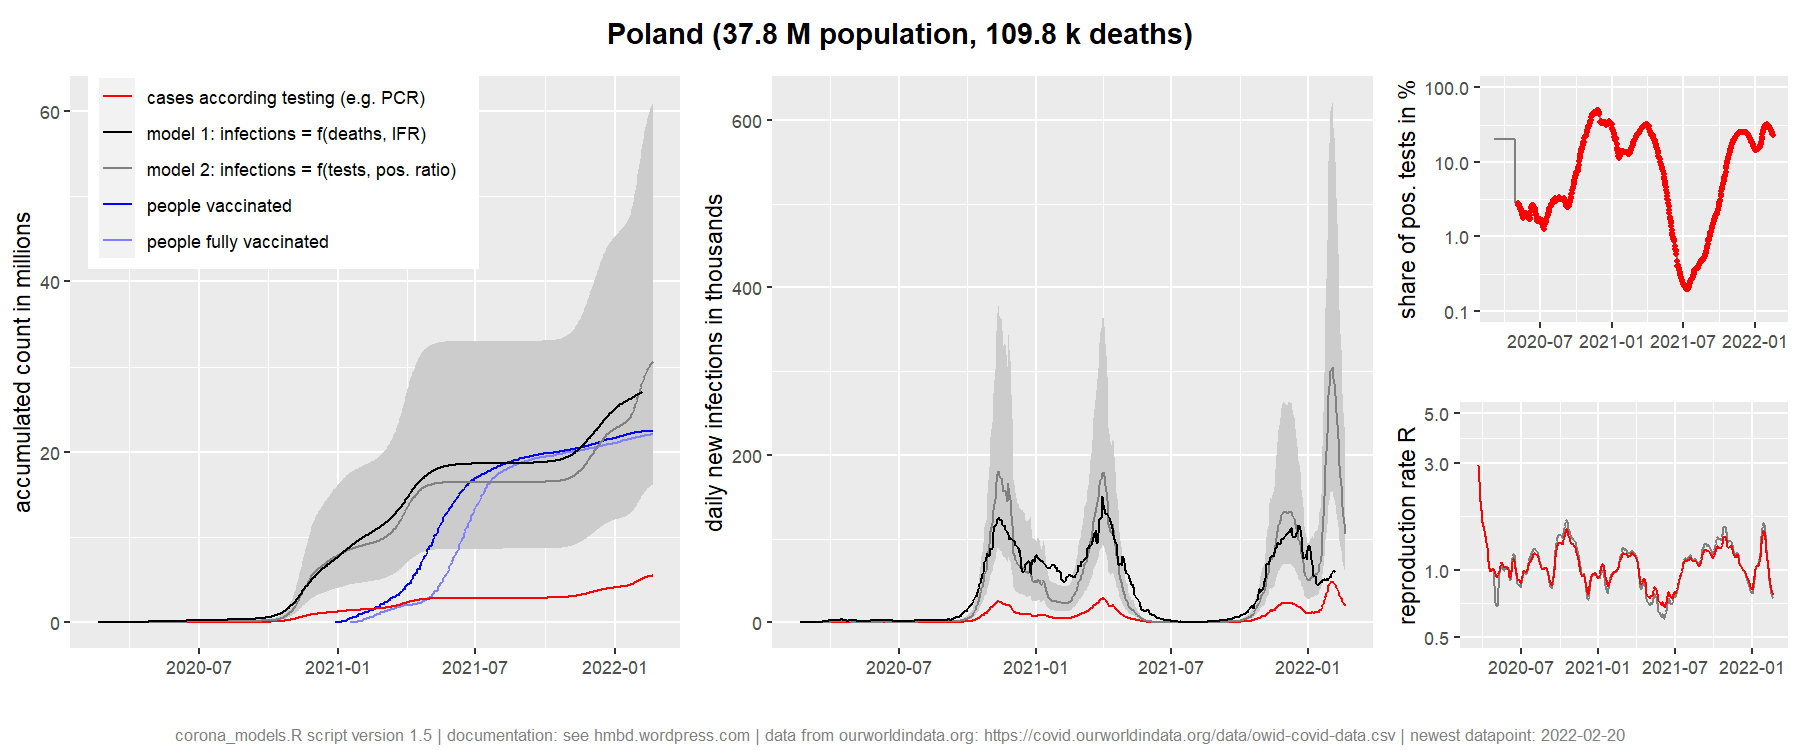 Poland (37.8 M population, 109.8 k deaths)
accumulated count in millions
60
40
20
0
cases according testing (e.g. PCR)
model 1: infections = f(deaths, IFR)
model 2: infections = f(tests, pos. ratio)
people vaccinated
people fully vaccinated
2020-07 2021-01 2021-07 2022-01
daily new infections in thousands
600
400
200
0
2020-07 2021-01 2021-07 2022-01
share of pos. tests in %
100.0
10.0
1.0
0.1
2020-07 2021-01 2021-07 2022-01
reproduction rate R
5.0
3.0
1.0
0.5
2020-07 2021-01 2021-07 2022-01
corona_models.R script version 1.5 | documentation: see hmbd.wordpress.com | data from ourworldindata.org: https://covid.ourworldindata.org/data/owid-covid-data.csv | newest datapoint: 2022-02-20